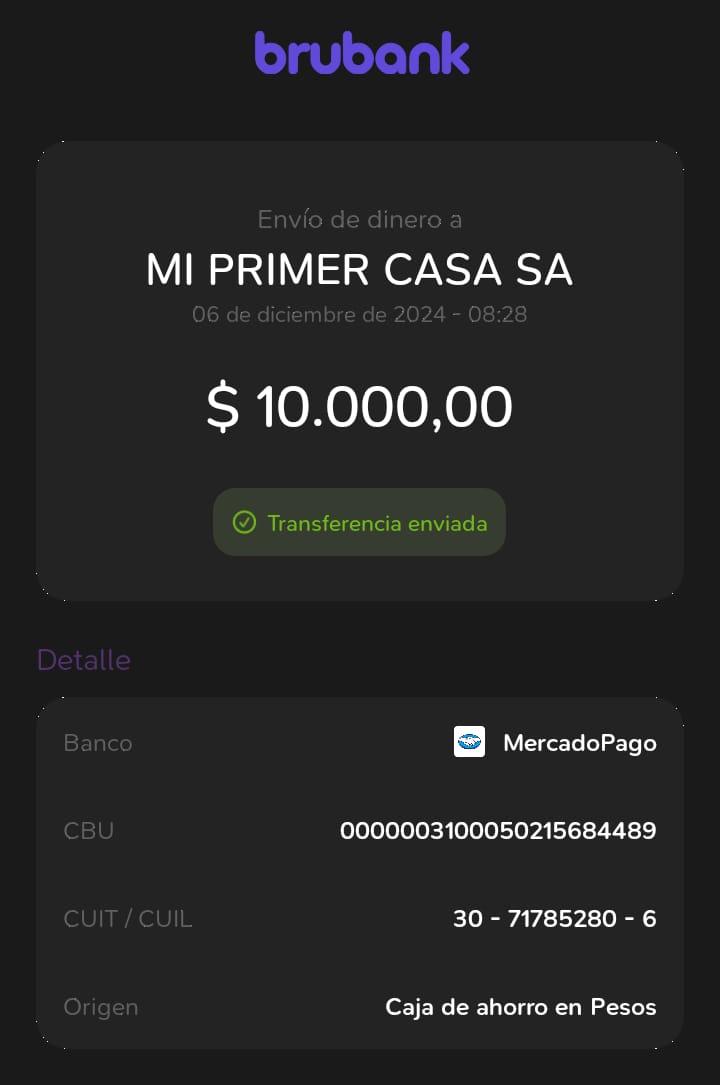 brubank
Envío de dinero a
MI PRIMER CASA SA
06 de diciembre de 2024 - 08:28
$ 10.000,00
Transferencia enviada
Detalle
Banco MercadoPago
CBU 0000003100050215684489
CUIT / CUIL 30 - 71785280 - 6
Origen Caja de ahorro en Pesos